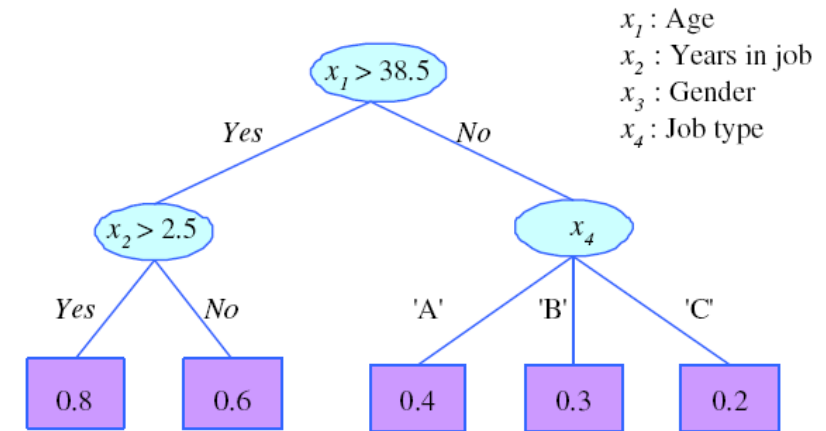 x₁ : Age
x₂ : Years in job
x₃ : Gender
x₄ : Job type
x₁ > 38.5
Yes
No
x₂ > 2.5
x₄
Yes
No
'A'
'B'
'C'
0.8
0.6
0.4
0.3
0.2